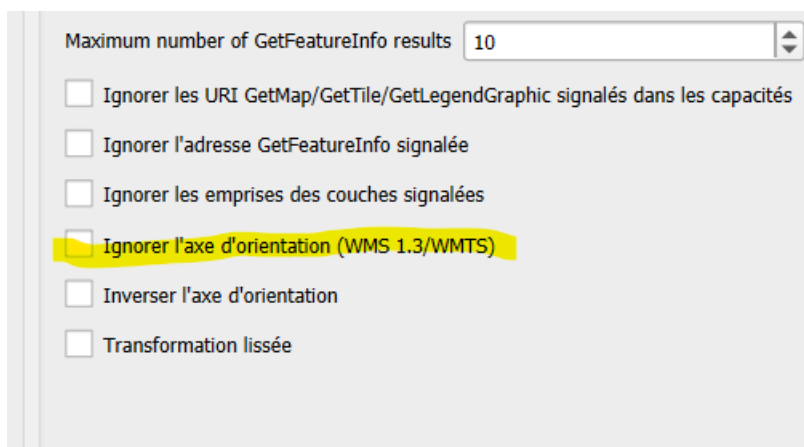 Maximum number of GetFeatureInfo results 10
Ignorer les URI GetMap/GetTile/GetLegendGraphic signalés dans les capacités
Ignorer l'adresse GetFeatureInfo signalée
Ignorer les emprises des couches signalées
Ignorer l'axe d'orientation (WMS 1.3/WMTS)
Inverser l'axe d'orientation
Transformation lissée